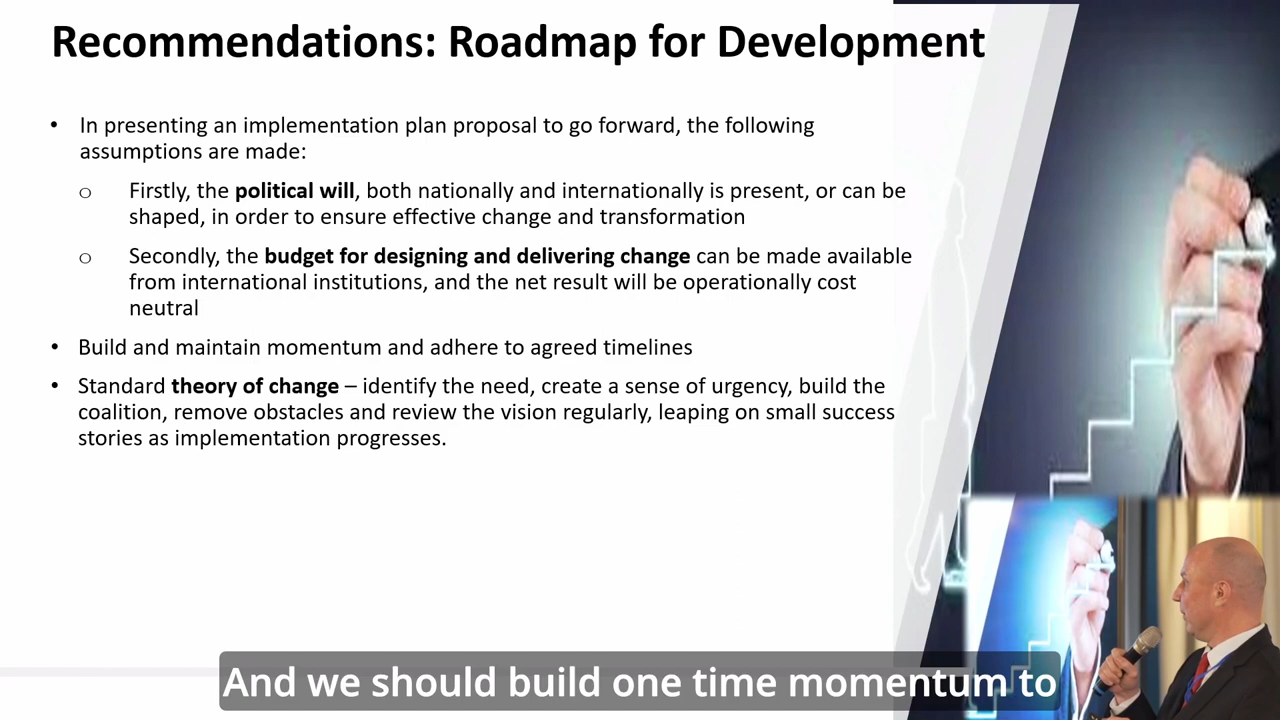 Recommendations: Roadmap for Development
• In presenting an implementation plan proposal to go forward, the following
assumptions are made:
o Firstly, the political will, both nationally and internationally is present, or can be
shaped, in order to ensure effective change and transformation
o Secondly, the budget for designing and delivering change can be made available
from international institutions, and the net result will be operationally cost
neutral
• Build and maintain momentum and adhere to agreed timelines
• Standard theory of change – identify the need, create a sense of urgency, build the
coalition, remove obstacles and review the vision regularly, leaping on small success
stories as implementation progresses.
And we should build one time momentum to